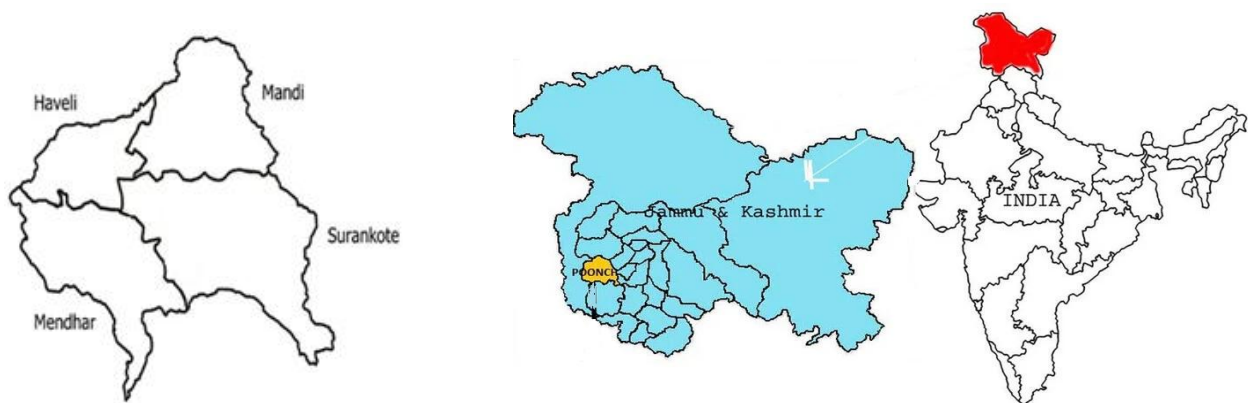 Haveli
Mandi
Surankote
Mendhar
Jammu & Kashmir
POONCH
INDIA